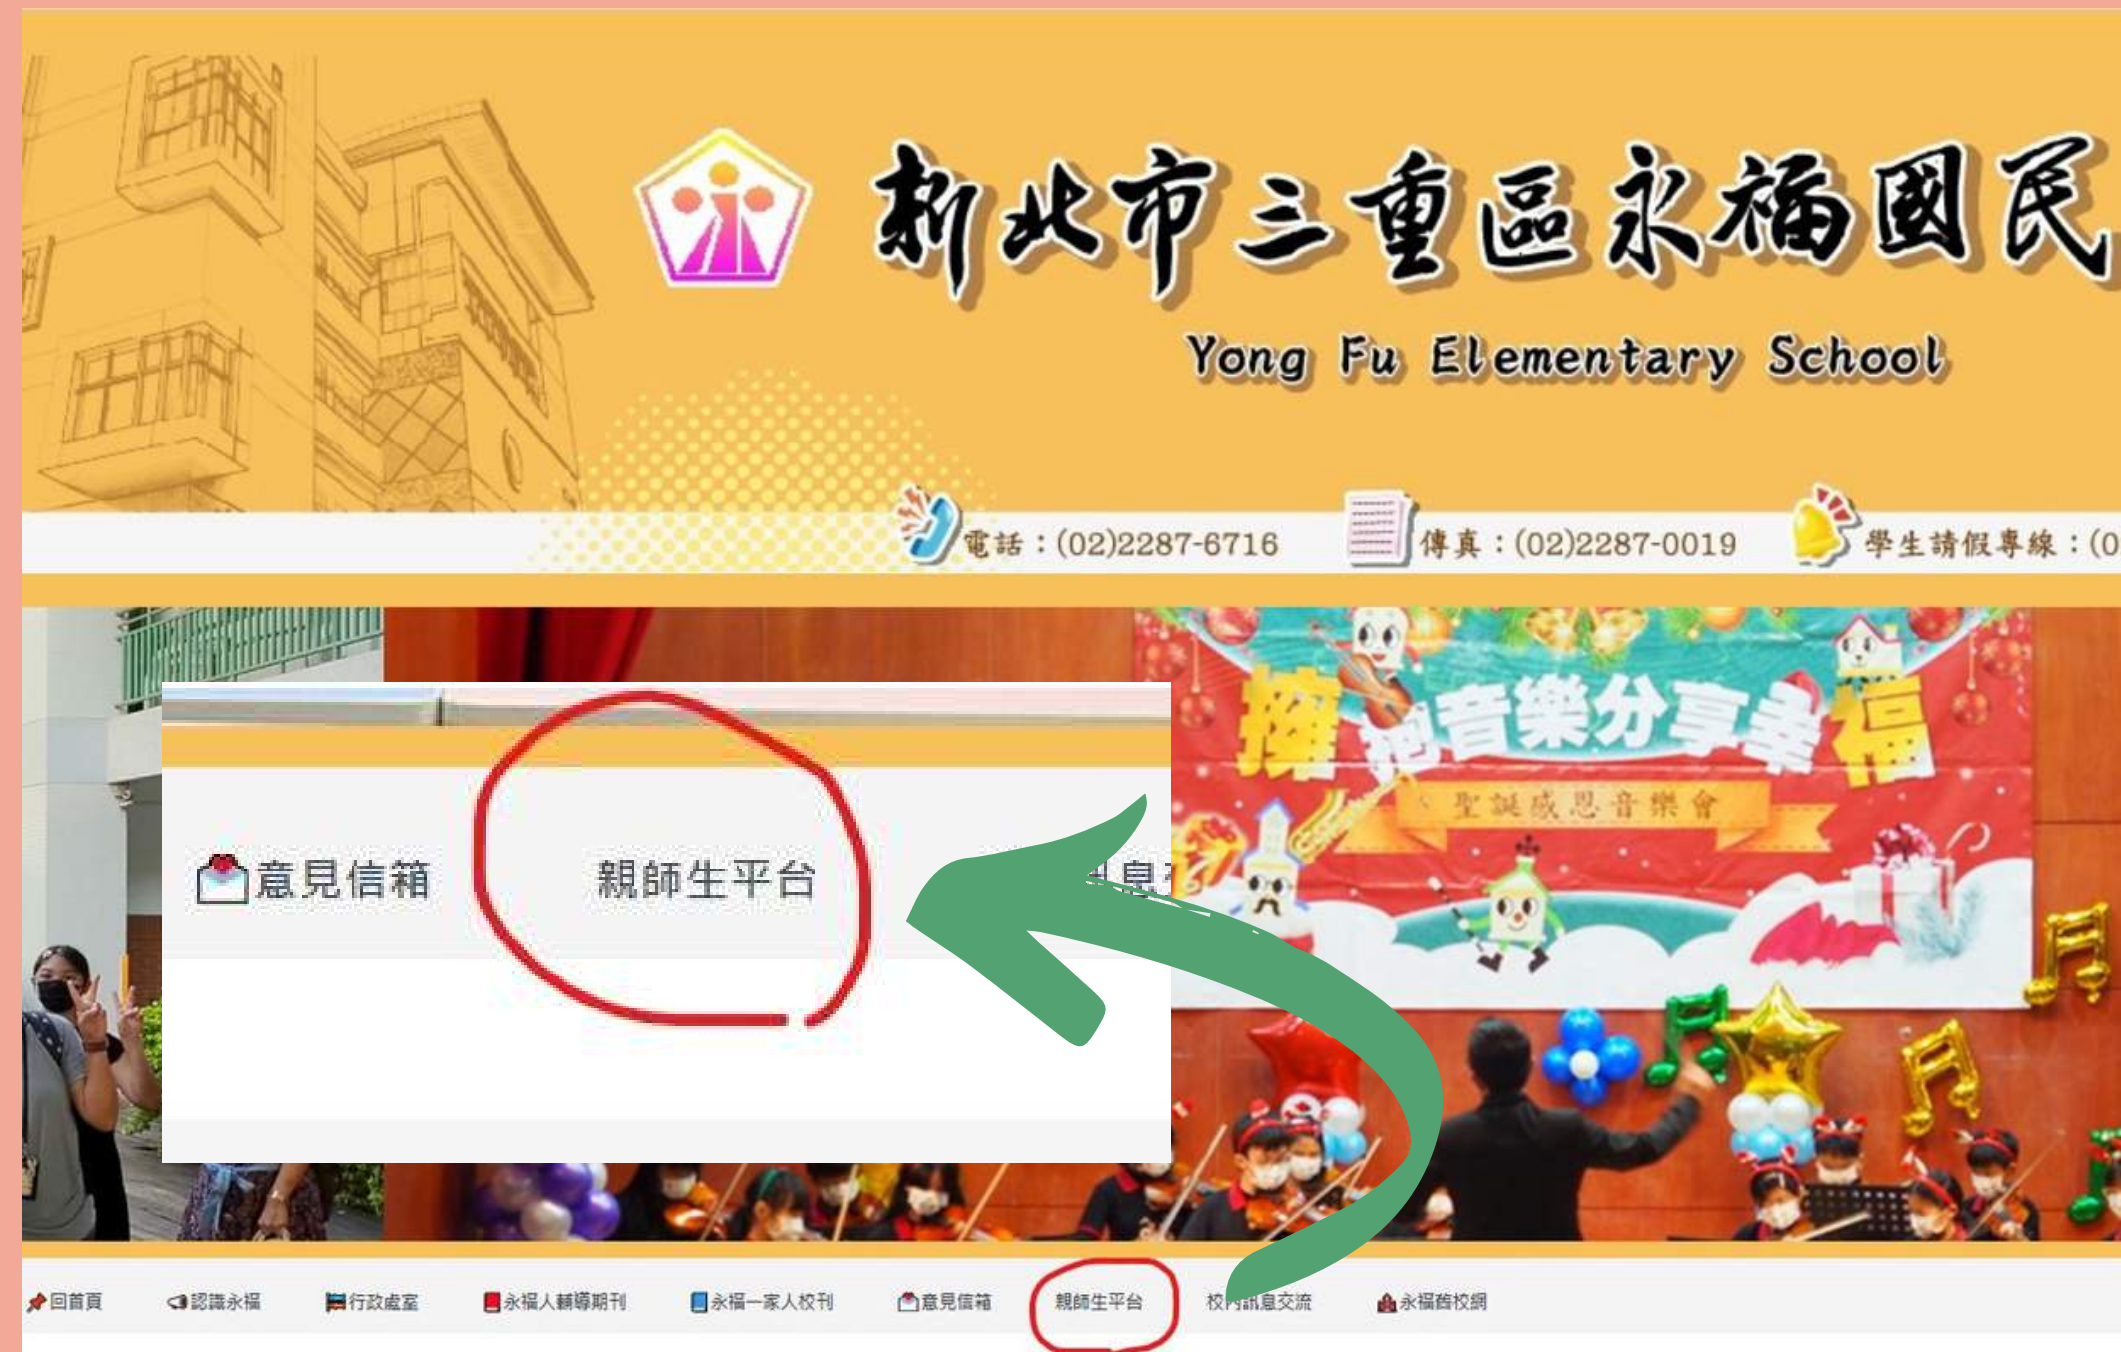 新北市三重區永福國民
Yong Fu Elementary School
電話：(02)2287-6716
傳真：(02)2287-0019
學生請假專線：(0
擁抱音樂分享幸福
聖誕感恩音樂會
意見信箱
親師生平台
息
回首頁
認識永福
行政處室
永福人輔導期刊
永福一家人校刊
意見信箱
親師生平台
校內訊息交流
永福舊校網